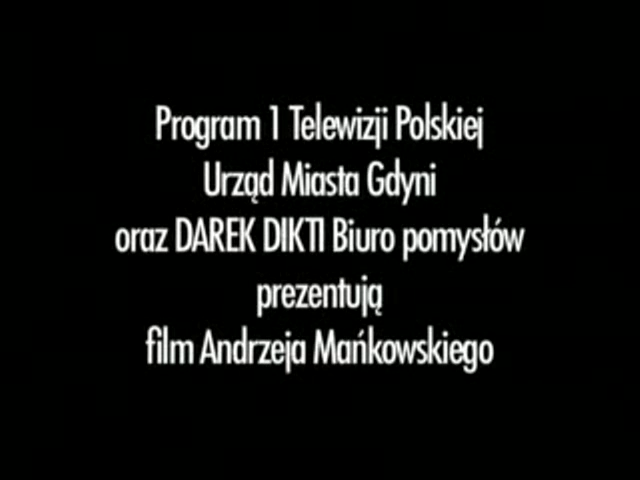 Program 1 Telewizji Polskiej
Urząd Miasta Gdyni
oraz DAREK DIKTI Biuro pomysłów
prezentują
film Andrzeja Mańkowskiego